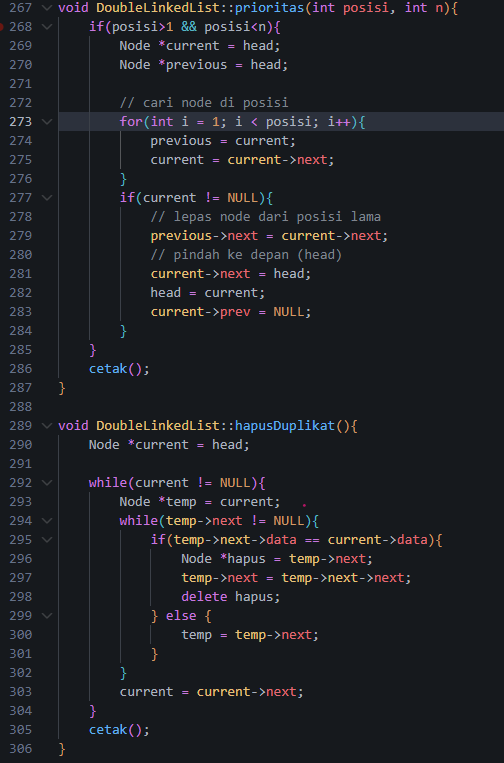 267 void DoubleLinkedList::prioritas(int posisi, int n){
268     if(posisi>1 && posisi<n){
269         Node *current = head;
270         Node *previous = head;
271
272         // cari node di posisi
273         for(int i = 1; i < posisi; i++){
274             previous = current;
275             current = current->next;
276         }
277         if(current != NULL){
278             // lepas node dari posisi lama
279             previous->next = current->next;
280             // pindah ke depan (head)
281             current->next = head;
282             head = current;
283             current->prev = NULL;
284         }
285     }
286     cetak();
287 }
288
289 void DoubleLinkedList::hapusDuplikat(){
290     Node *current = head;
291
292     while(current != NULL){
293         Node *temp = current;
294         while(temp->next != NULL){
295             if(temp->next->data == current->data){
296                 Node *hapus = temp->next;
297                 temp->next = temp->next->next;
298                 delete hapus;
299             } else {
300                 temp = temp->next;
301             }
302         }
303         current = current->next;
304     }
305     cetak();
306 }